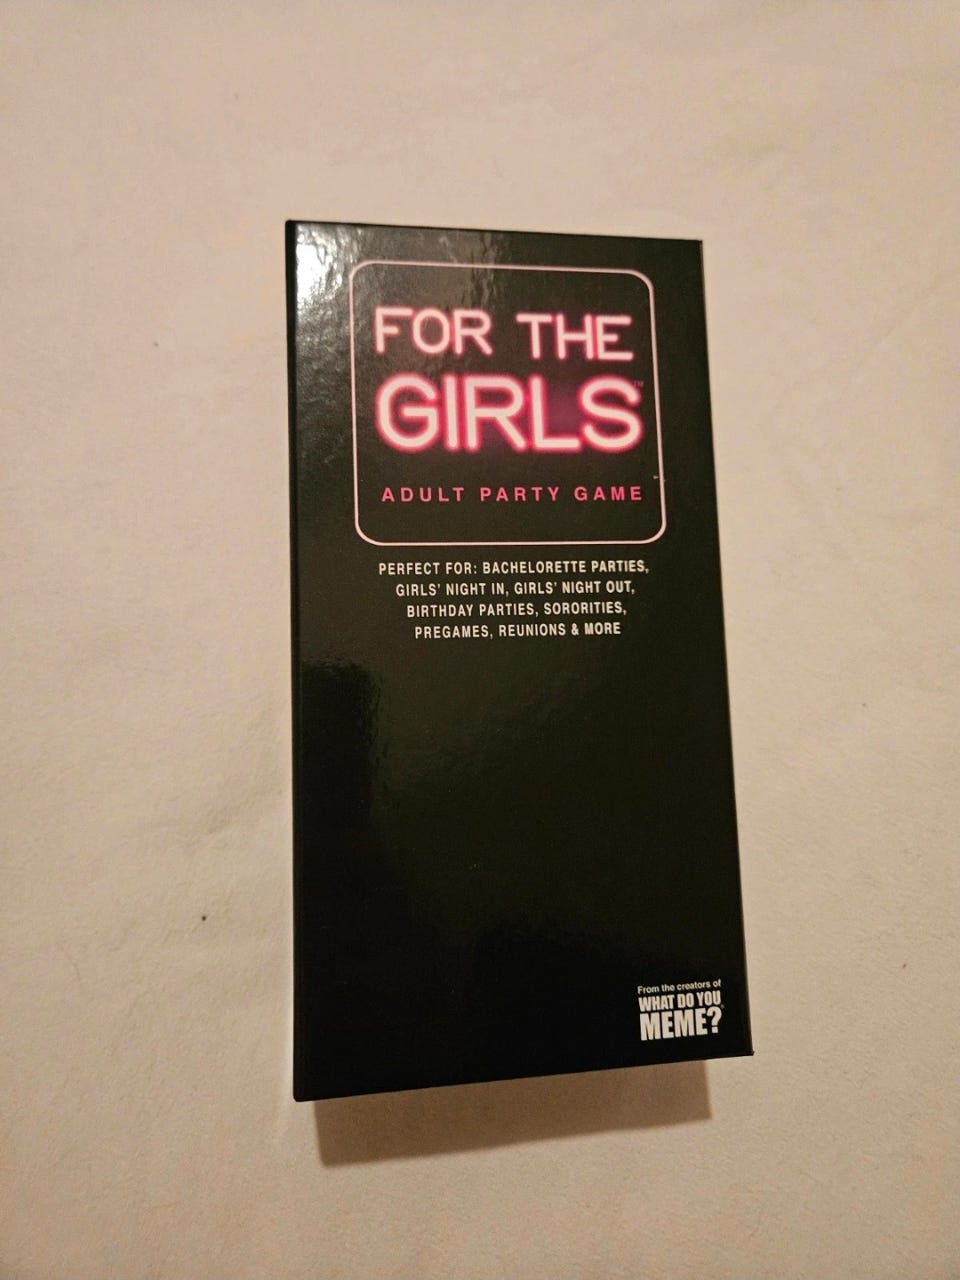 FOR THE
GIRLS™
ADULT PARTY GAME
PERFECT FOR: BACHELORETTE PARTIES,
GIRLS' NIGHT IN, GIRLS' NIGHT OUT,
BIRTHDAY PARTIES, SORORITIES,
PREGAMES, REUNIONS & MORE
From the creators of
WHAT DO YOU
MEME?®